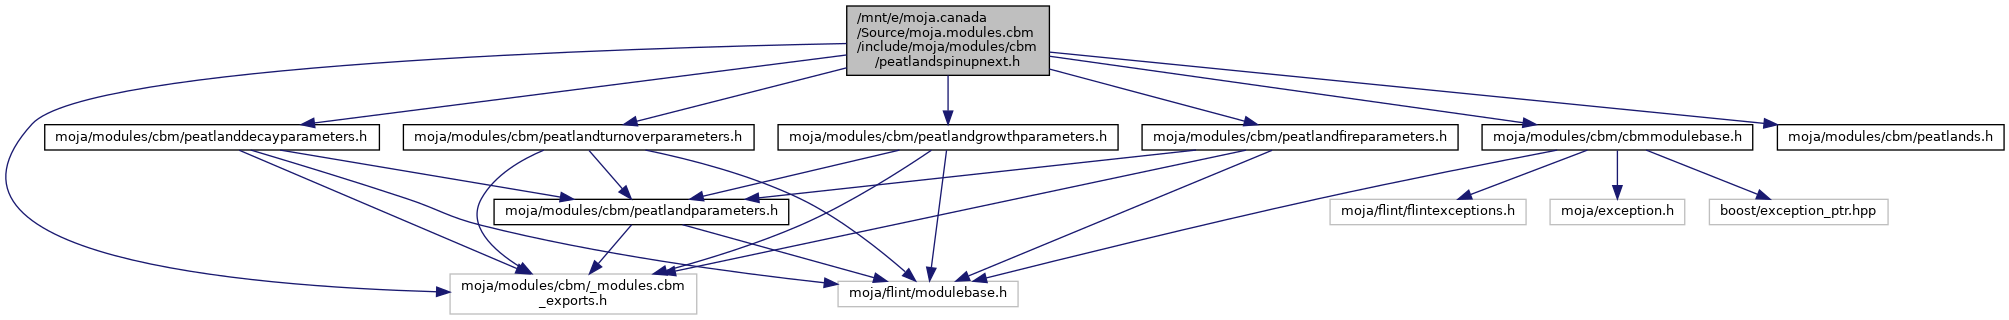 /mnt/e/moja.canada
/Source/moja.modules.cbm
/include/moja/modules/cbm
/peatlandspinupnext.h
moja/modules/cbm/peatlanddecayparameters.h
moja/modules/cbm/peatlandturnoverparameters.h
moja/modules/cbm/peatlandgrowthparameters.h
moja/modules/cbm/peatlandfireparameters.h
moja/modules/cbm/cbmmodulebase.h
moja/modules/cbm/peatlands.h
moja/modules/cbm/peatlandparameters.h
moja/flint/flintexceptions.h
moja/exception.h
boost/exception_ptr.hpp
moja/modules/cbm/_modules.cbm
_exports.h
moja/flint/modulebase.h